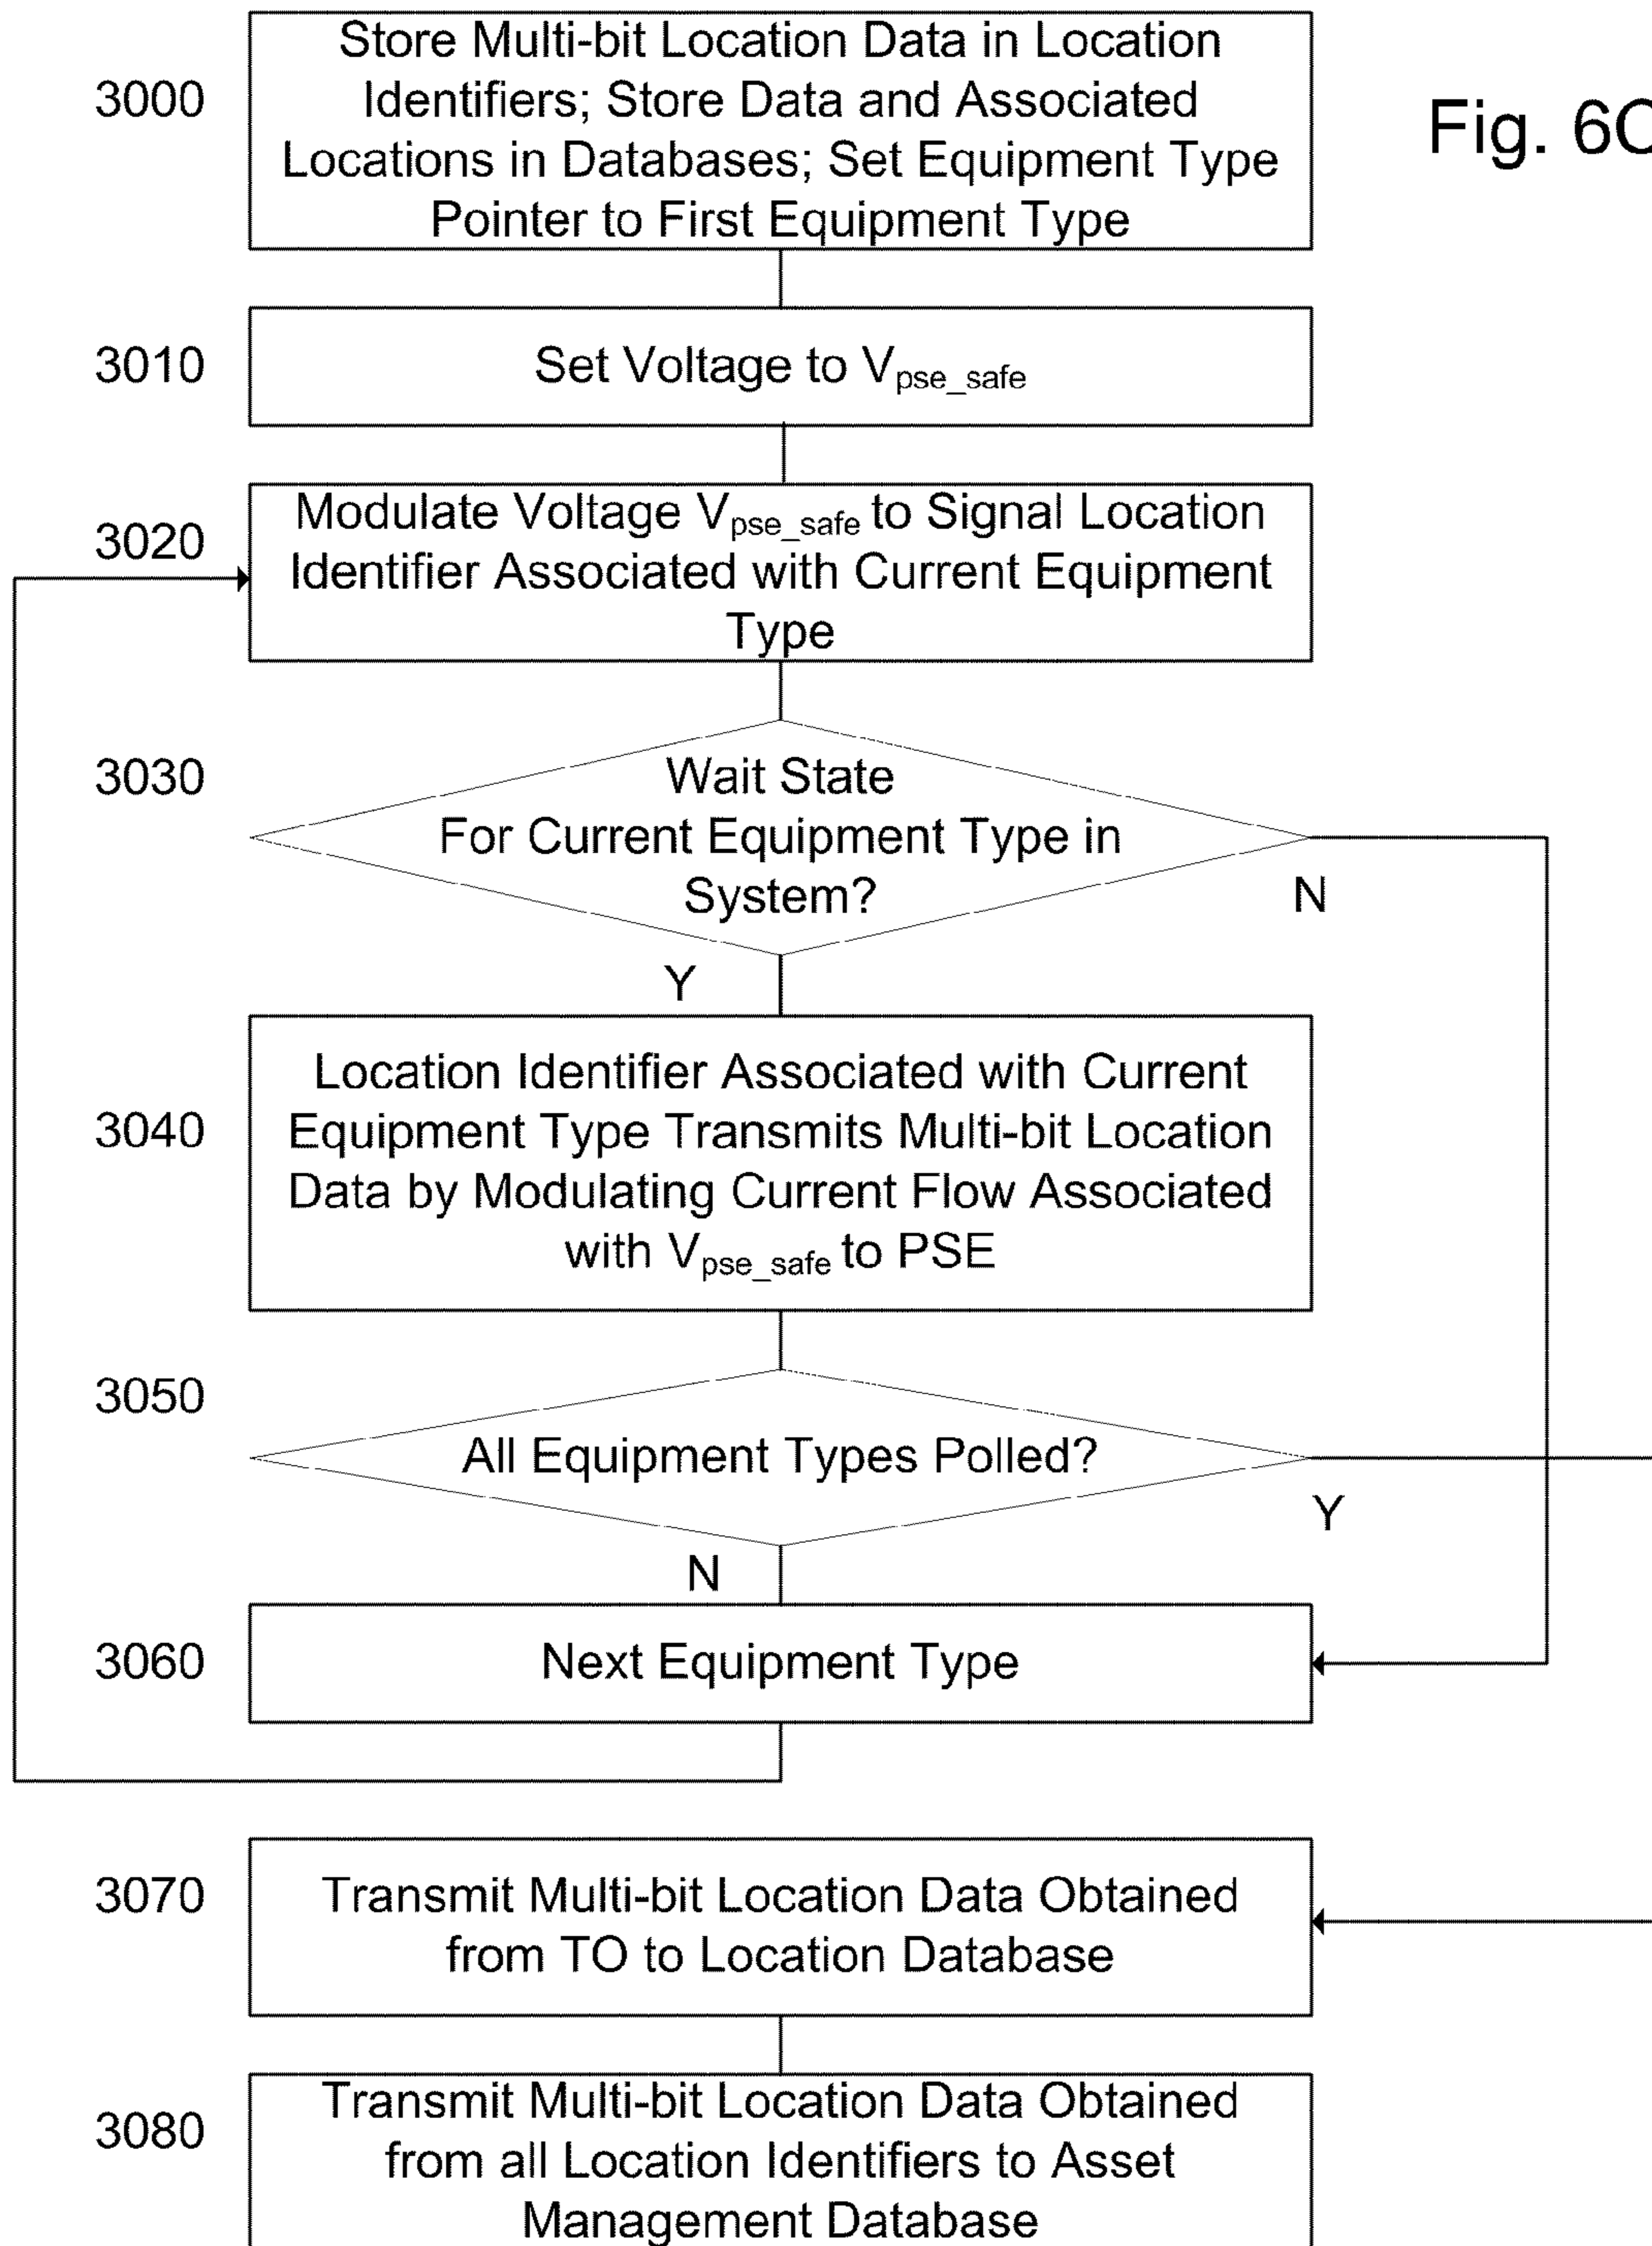 3000
Store Multi-bit Location Data in Location
Identifiers; Store Data and Associated
Locations in Databases; Set Equipment Type
Pointer to First Equipment Type
Fig. 6C
3010
Set Voltage to Vpse_safe
3020
Modulate Voltage Vpse_safe to Signal Location
Identifier Associated with Current Equipment
Type
3030
Wait State
For Current Equipment Type in
System?
N
Y
3040
Location Identifier Associated with Current
Equipment Type Transmits Multi-bit Location
Data by Modulating Current Flow Associated
with Vpse_safe to PSE
3050
All Equipment Types Polled?
Y
N
3060
Next Equipment Type
3070
Transmit Multi-bit Location Data Obtained
from TO to Location Database
3080
Transmit Multi-bit Location Data Obtained
from all Location Identifiers to Asset
Management Database